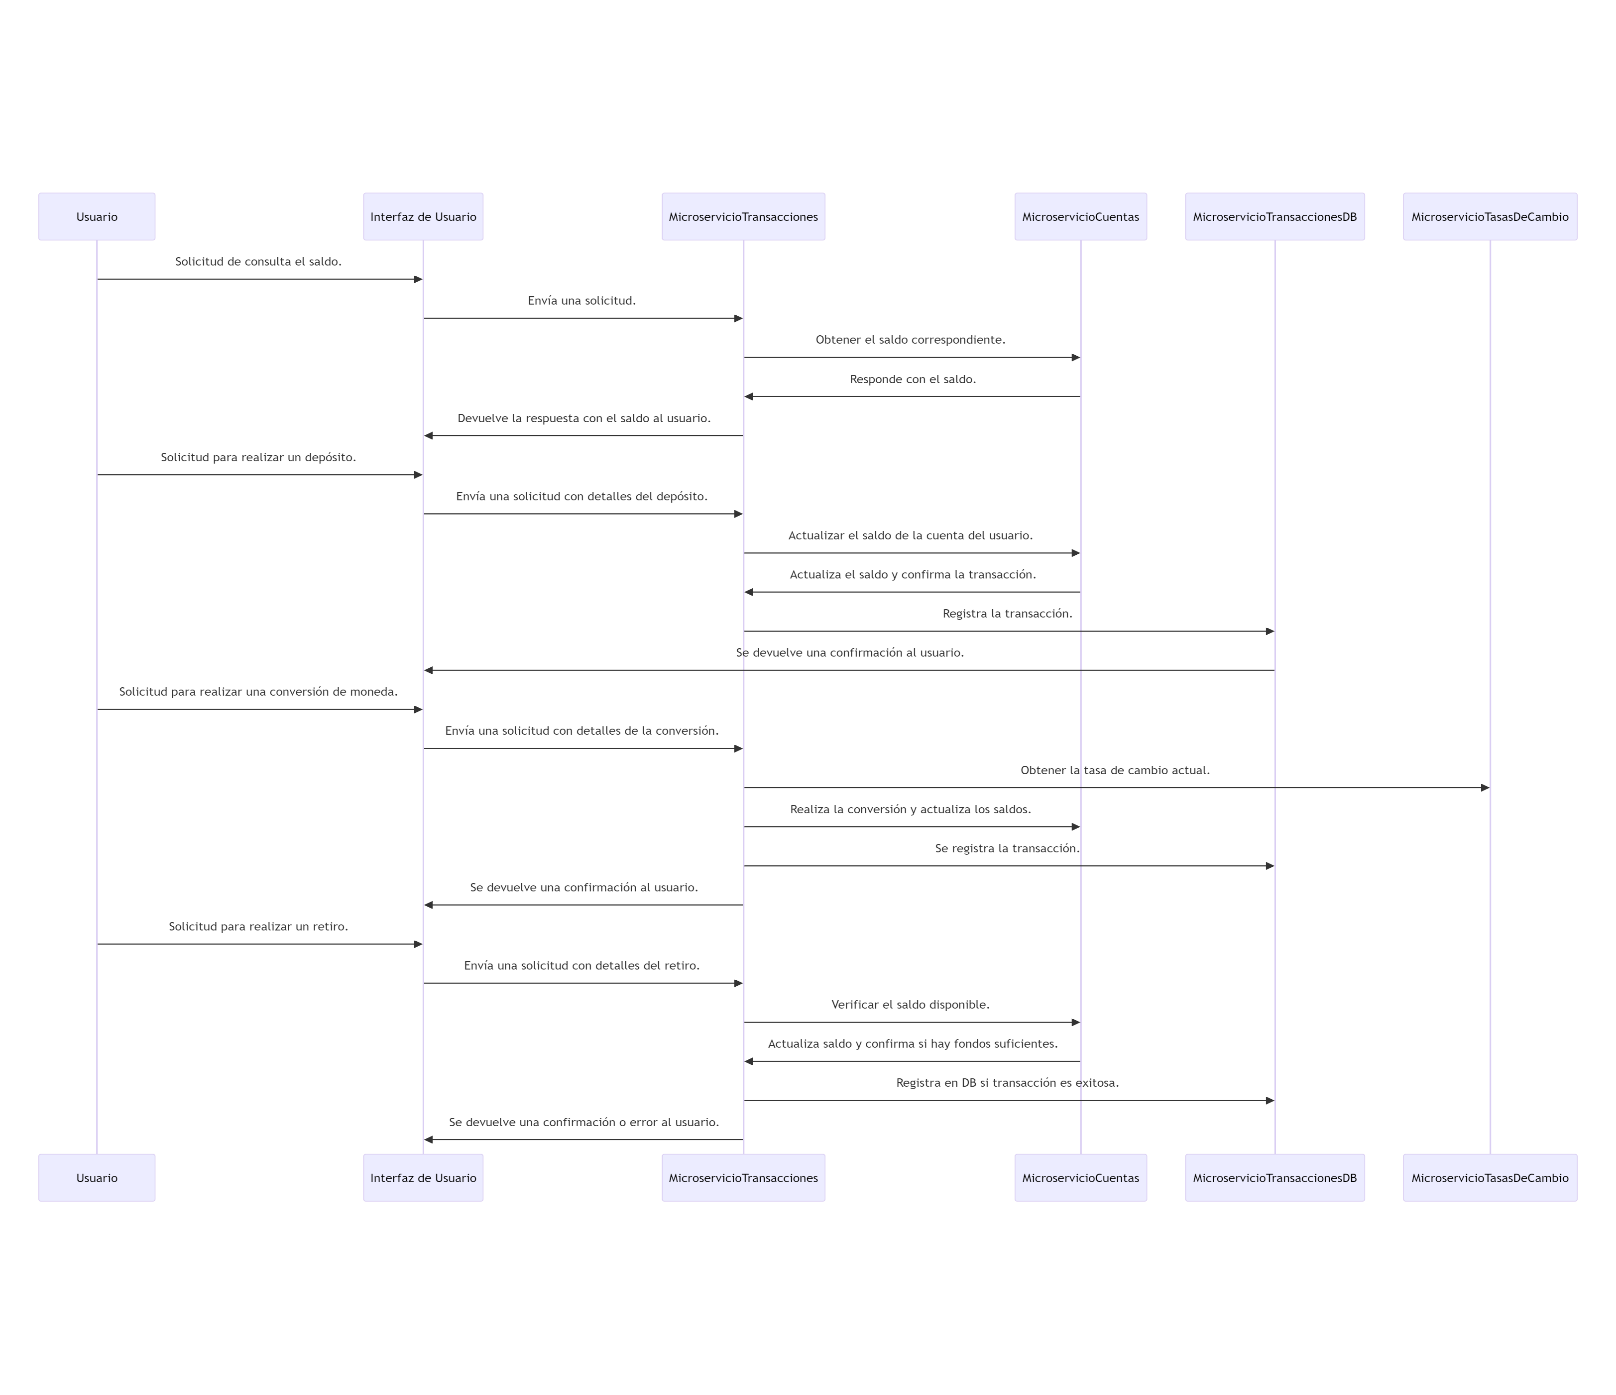 Usuario
Interfaz de Usuario
MicroservicioTransacciones
MicroservicioCuentas
MicroservicioTransaccionesDB
MicroservicioTasasDeCambio
Solicitud de consulta el saldo.
Envía una solicitud.
Obtener el saldo correspondiente.
Responde con el saldo.
Devuelve la respuesta con el saldo al usuario.
Solicitud para realizar un depósito.
Envía una solicitud con detalles del depósito.
Actualizar el saldo de la cuenta del usuario.
Actualiza el saldo y confirma la transacción.
Registra la transacción.
Se devuelve una confirmación al usuario.
Solicitud para realizar una conversión de moneda.
Envía una solicitud con detalles de la conversión.
Obtener la tasa de cambio actual.
Realiza la conversión y actualiza los saldos.
Se registra la transacción.
Se devuelve una confirmación al usuario.
Solicitud para realizar un retiro.
Envía una solicitud con detalles del retiro.
Verificar el saldo disponible.
Actualiza saldo y confirma si hay fondos suficientes.
Registra en DB si transacción es exitosa.
Se devuelve una confirmación o error al usuario.
Usuario
Interfaz de Usuario
MicroservicioTransacciones
MicroservicioCuentas
MicroservicioTransaccionesDB
MicroservicioTasasDeCambio